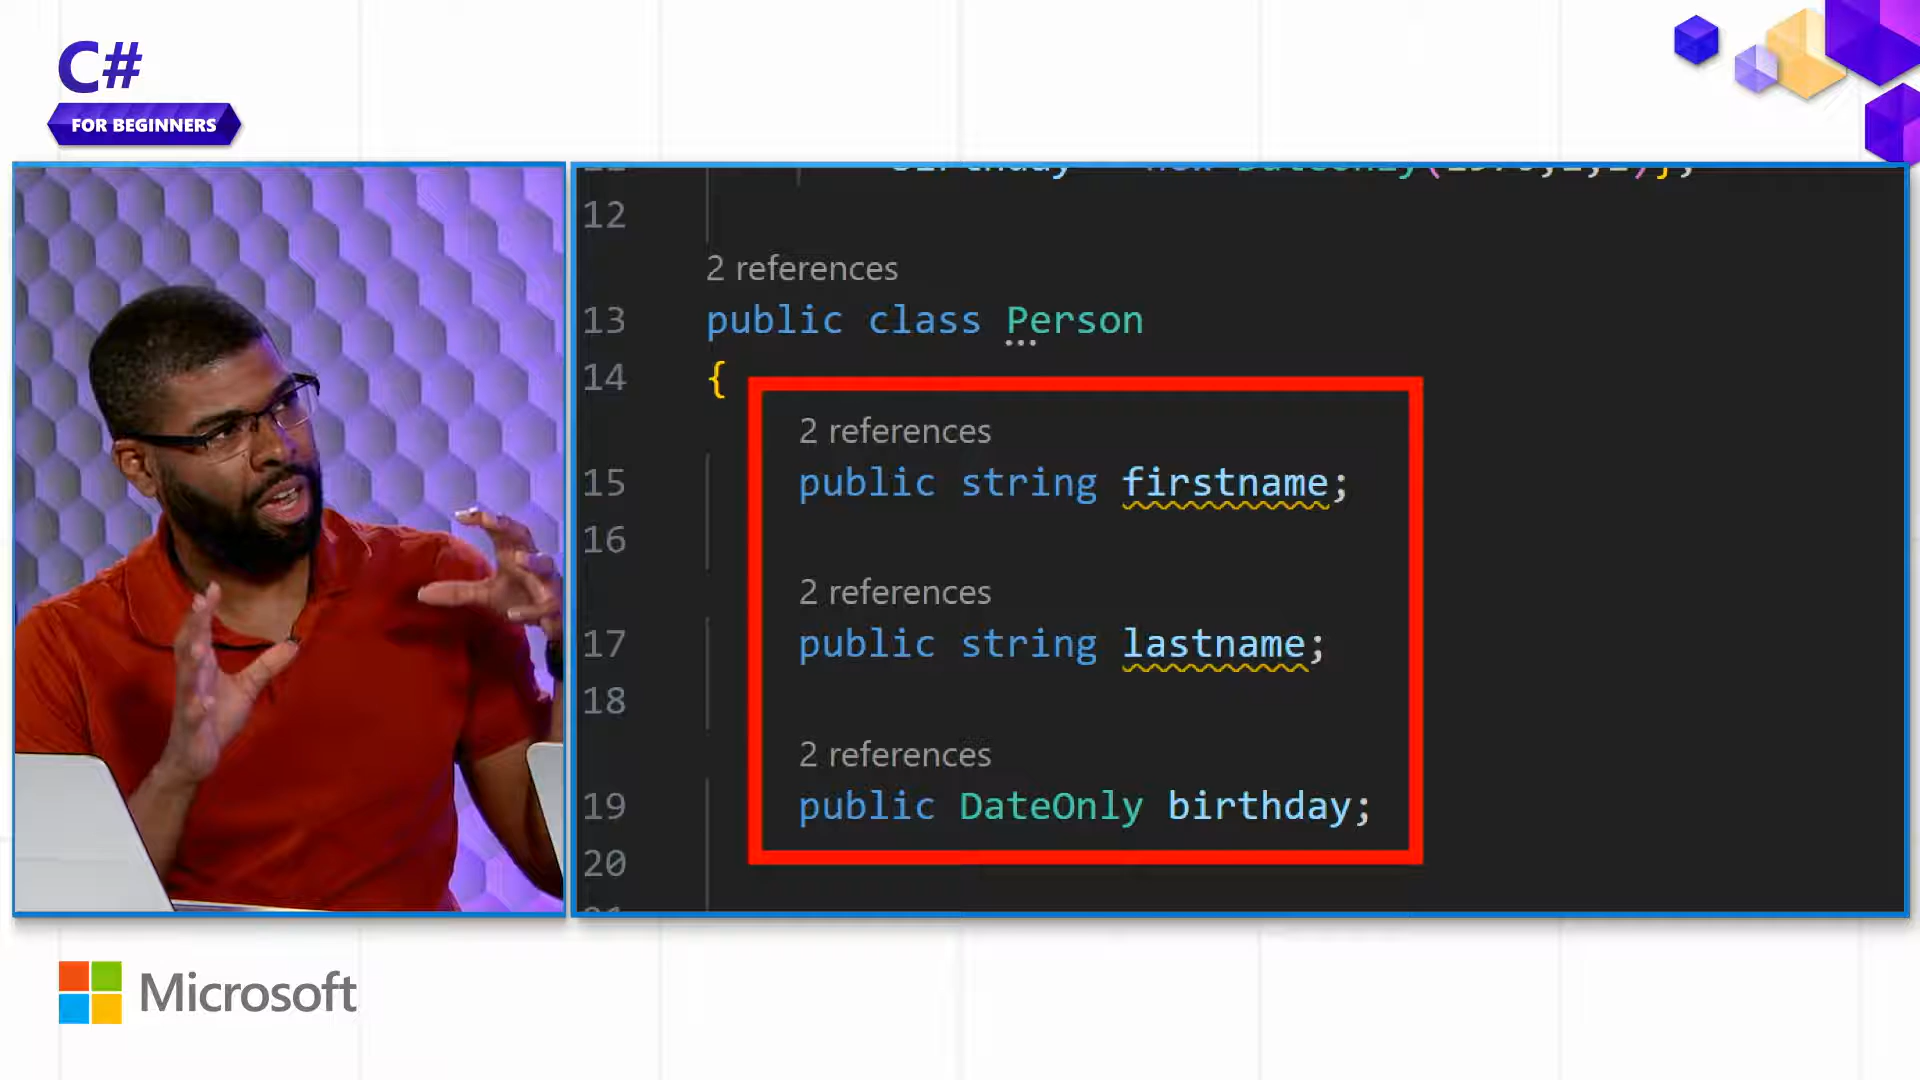 C#
FOR BEGINNERS
12
2 references
13 public class Person
14 {
2 references
15 public string firstname;
16
2 references
17 public string lastname;
18
2 references
19 public DateOnly birthday;
20
Microsoft